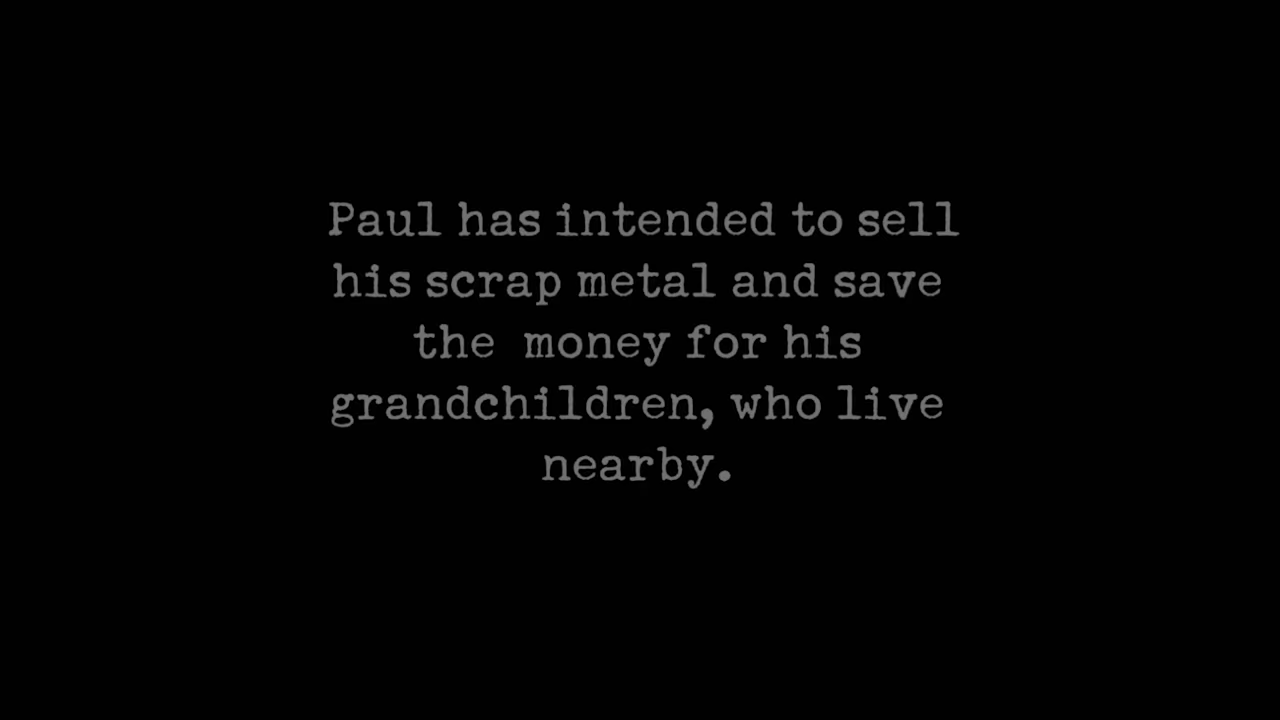 Paul has intended to sell
his scrap metal and save
the  money for his
grandchildren, who live
nearby.